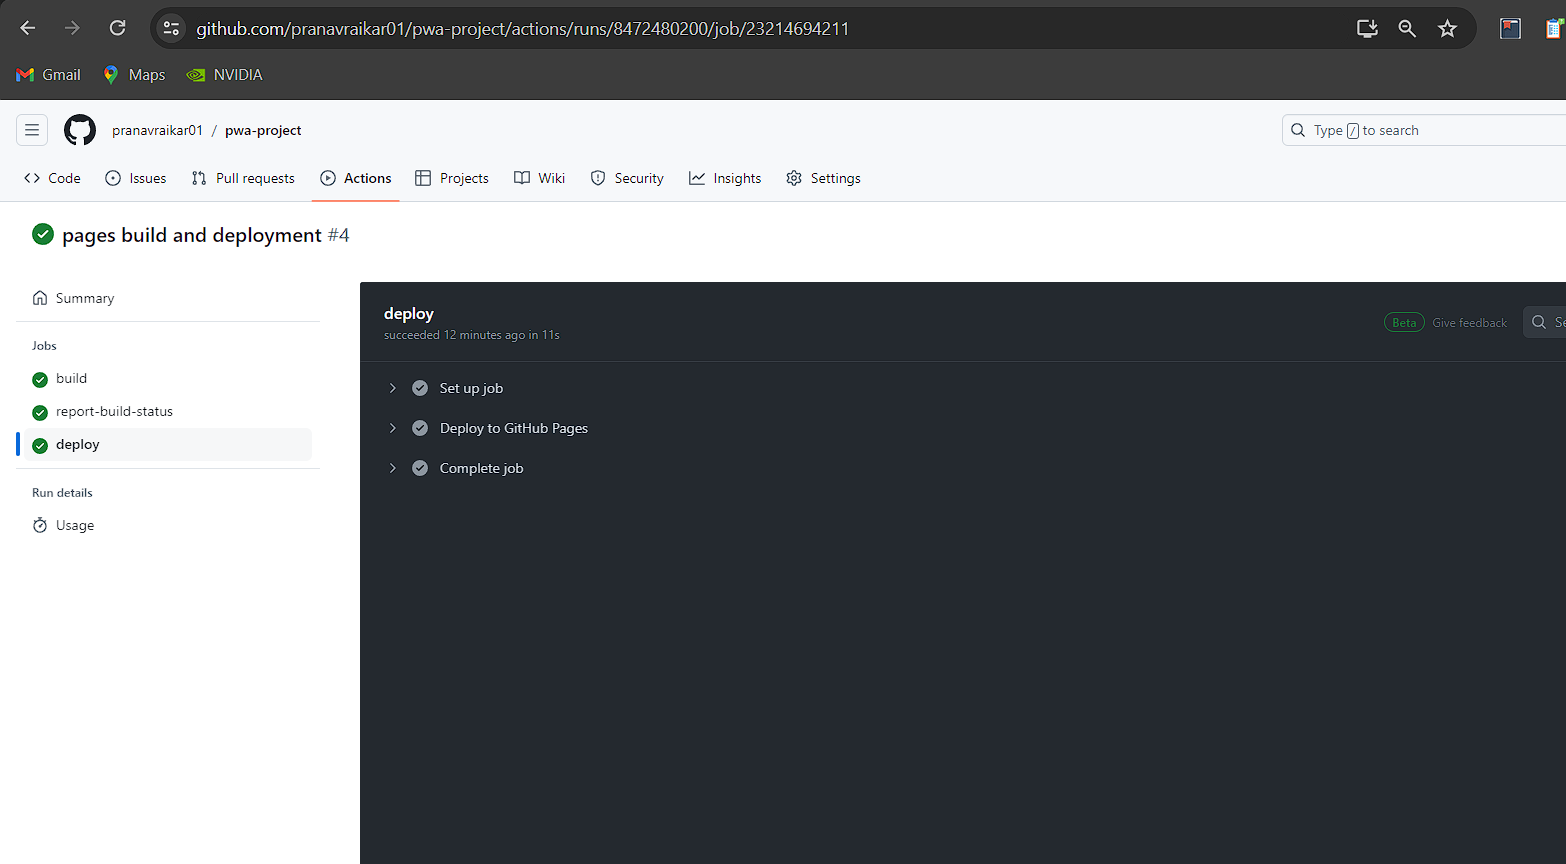 github.com/pranavraikar01/pwa-project/actions/runs/8472480200/job/23214694211
Gmail Maps NVIDIA
pranavraikar01 / pwa-project
Type / to search
Code Issues Pull requests Actions Projects Wiki Security Insights Settings
pages build and deployment #4
Summary
Jobs
build
report-build-status
deploy
Run details
Usage
deploy
succeeded 12 minutes ago in 11s
Beta Give feedback
Set up job
Deploy to GitHub Pages
Complete job